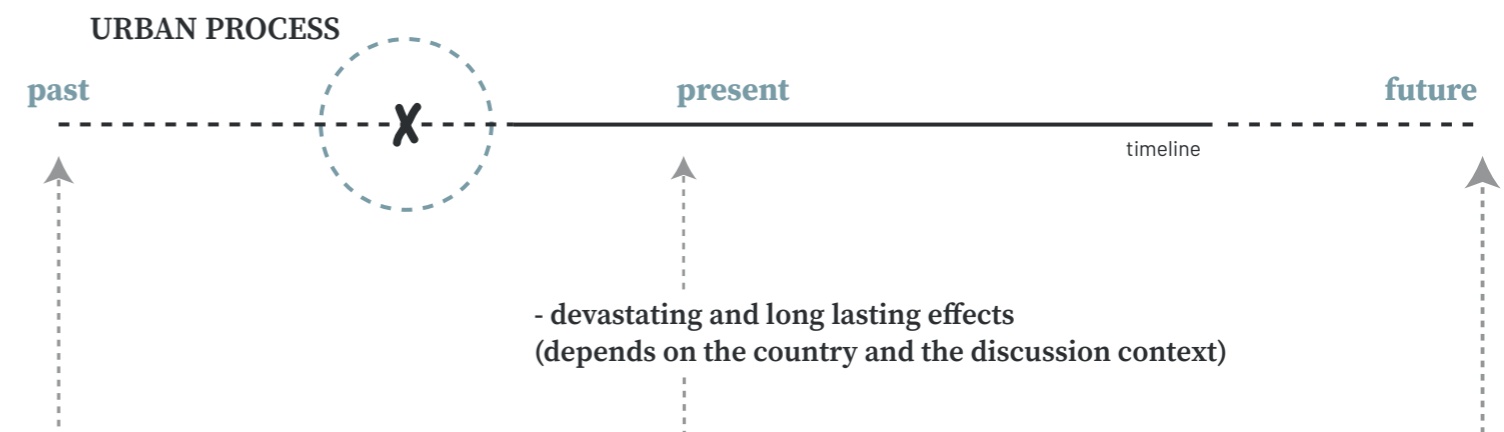 URBAN PROCESS
past
present
future
timeline
- devastating and long lasting effects
(depends on the country and the discussion context)